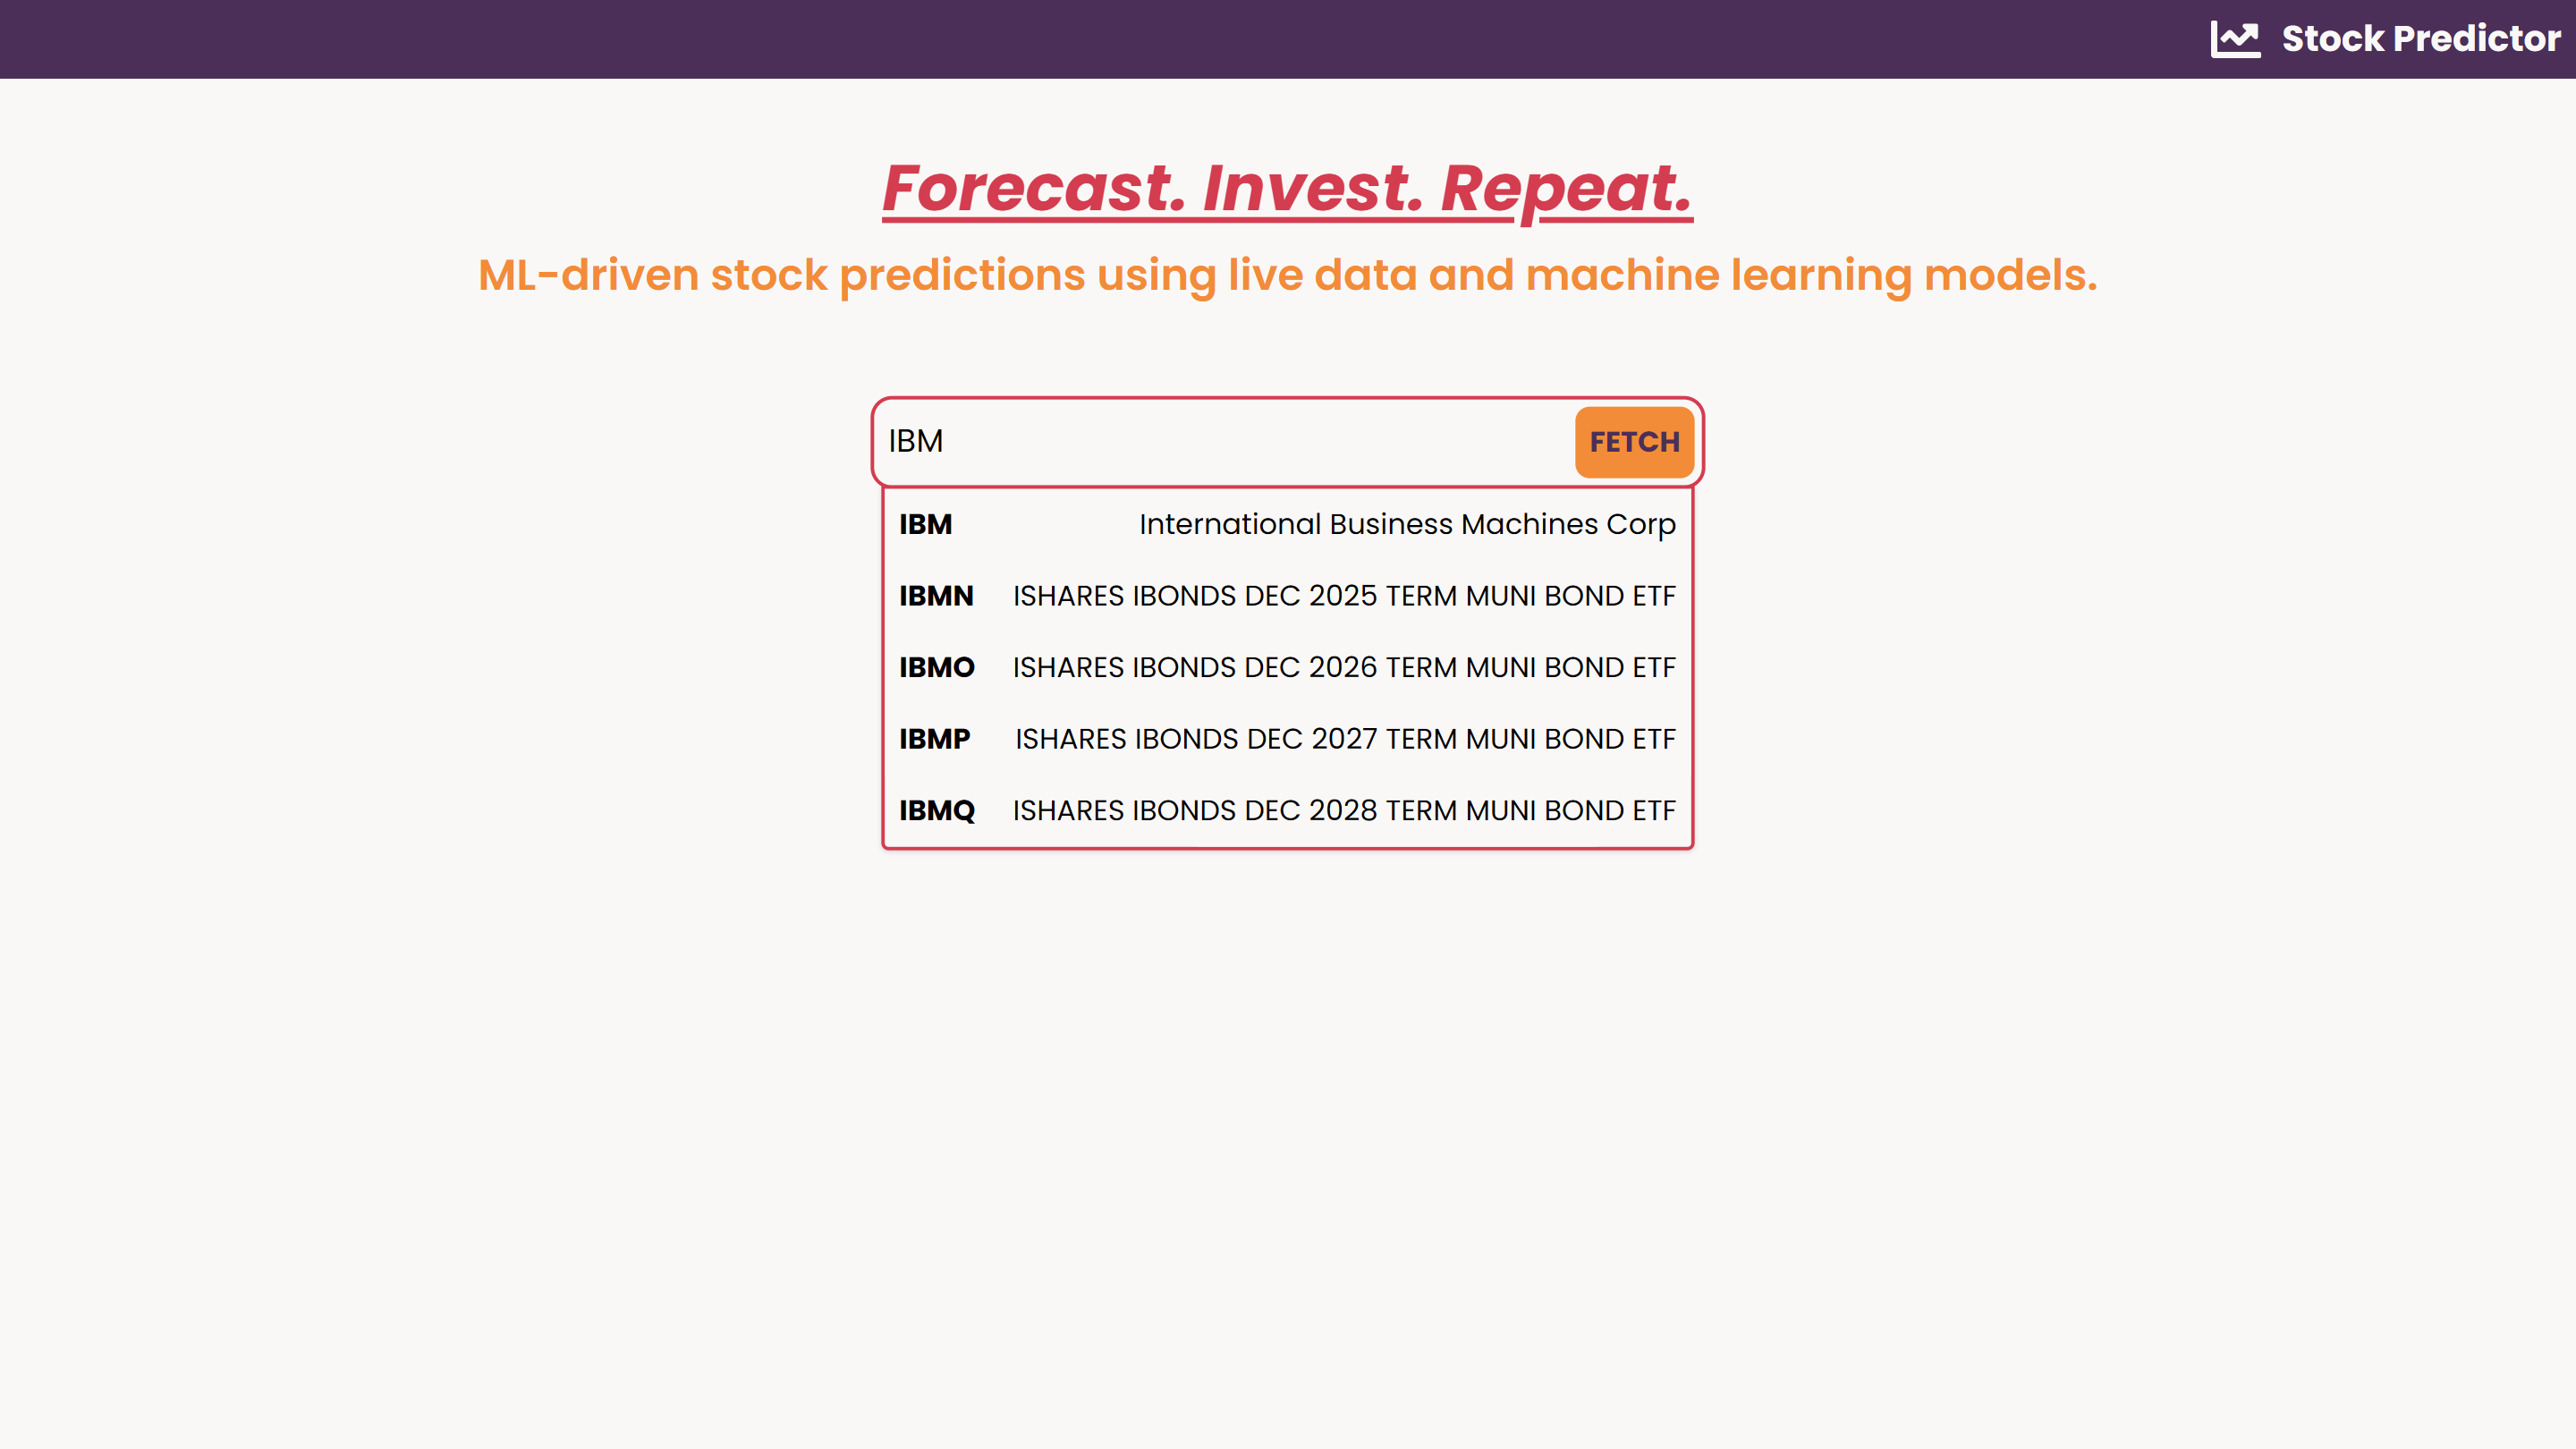 Stock Predictor
Forecast. Invest. Repeat.
ML-driven stock predictions using live data and machine learning models.
IBM FETCH
IBM International Business Machines Corp
IBMN ISHARES IBONDS DEC 2025 TERM MUNI BOND ETF
IBMO ISHARES IBONDS DEC 2026 TERM MUNI BOND ETF
IBMP ISHARES IBONDS DEC 2027 TERM MUNI BOND ETF
IBMQ ISHARES IBONDS DEC 2028 TERM MUNI BOND ETF